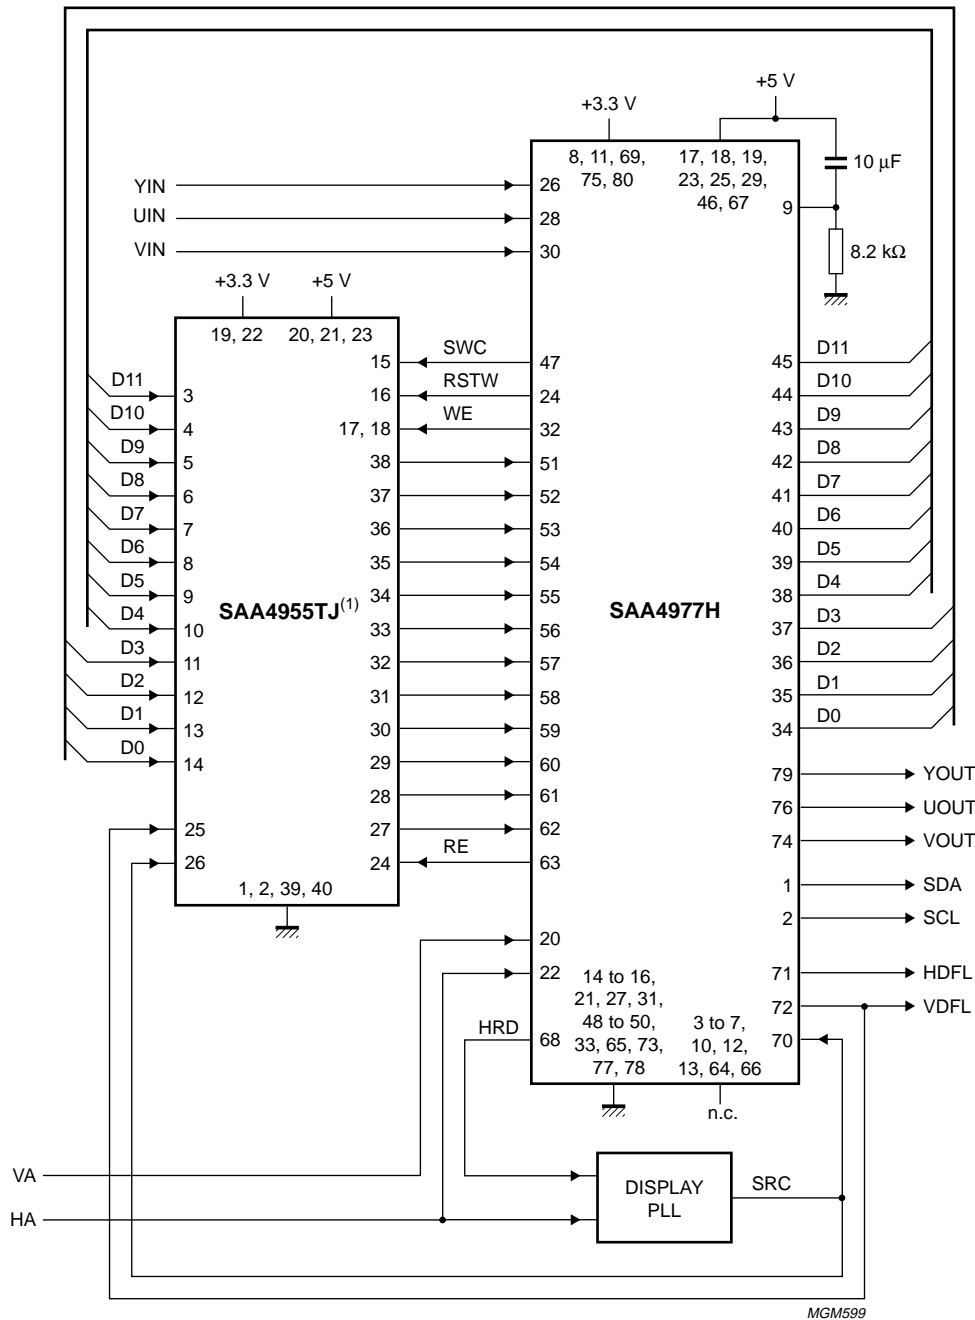 +5 V
+3.3 V
8, 11, 69,
75, 80
17, 18, 19,
23, 25, 29,
46, 67
10 µF
9
8.2 kΩ
YIN
26
UIN
28
VIN
30
+3.3 V
+5 V
19, 22
20, 21, 23
15
SWC
47
45
D11
D11
3
16
RSTW
24
44
D10
D10
4
17, 18
WE
32
43
D9
D9
5
38
51
42
D8
D8
6
37
52
41
D7
D7
7
36
53
40
D6
D6
8
35
54
39
D5
D5
9
34
55
38
D4
SAA4955TJ(1)
SAA4977H
D4
10
33
56
37
D3
D3
11
32
57
36
D2
D2
12
31
58
35
D1
D1
13
30
59
34
D0
D0
14
29
60
79
YOUT
28
61
76
UOUT
25
27
62
74
VOUT
26
24
RE
63
1
SDA
1, 2, 39, 40
2
SCL
20
22
71
HDFL
72
VDFL
HRD
68
70
14 to 16,
21, 27, 31,
48 to 50,
33, 65, 73,
77, 78
3 to 7,
10, 12,
13, 64, 66
n.c.
VA
HA
DISPLAY
PLL
SRC
MGM599